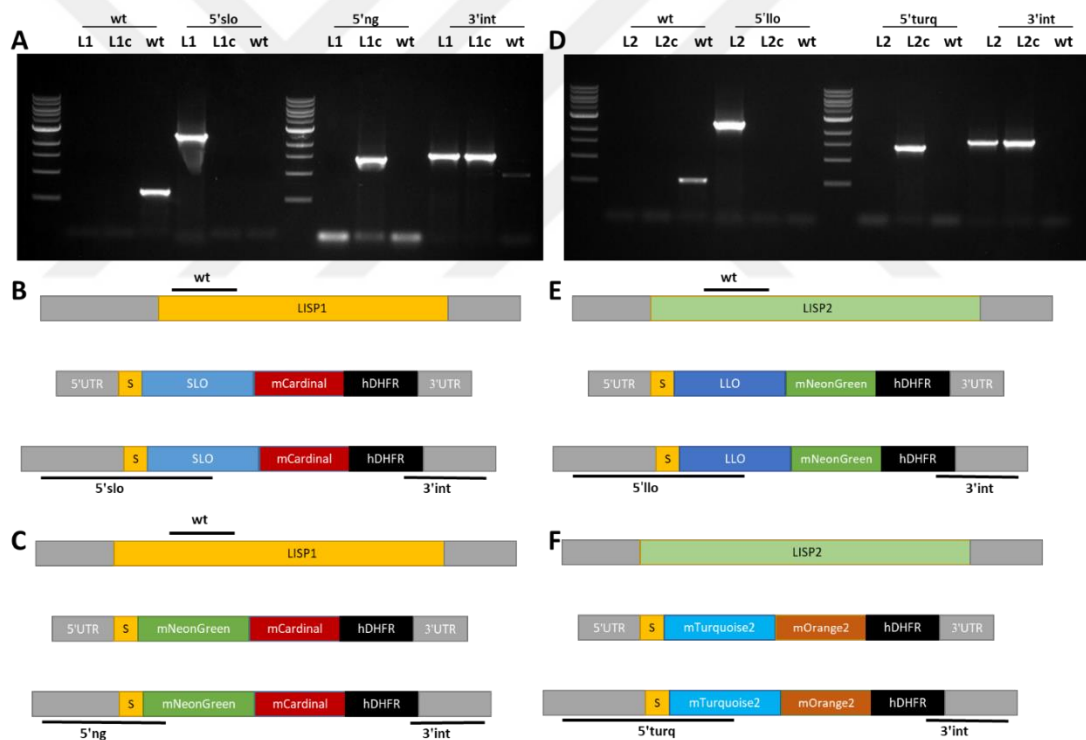 wt 5'slo 5'ng 3'int
A L1 L1c wt L1 L1c wt L1 L1c wt L1 L1c wt
wt 5'llo 5'turq 3'int
D L2 L2c wt L2 L2c wt L2 L2c wt L2 L2c wt
B wt
LISP1
5'UTR S SLO mCardinal hDHFR 3'UTR
S SLO mCardinal hDHFR
5'slo 3'int
E wt
LISP2
5'UTR S LLO mNeonGreen hDHFR 3'UTR
S LLO mNeonGreen hDHFR
5'llo 3'int
C wt
LISP1
5'UTR S mNeonGreen mCardinal hDHFR 3'UTR
S mNeonGreen mCardinal hDHFR
5'ng 3'int
F
LISP2
5'UTR S mTurquoise2 mOrange2 hDHFR 3'UTR
S mTurquoise2 mOrange2 hDHFR
5'turq 3'int